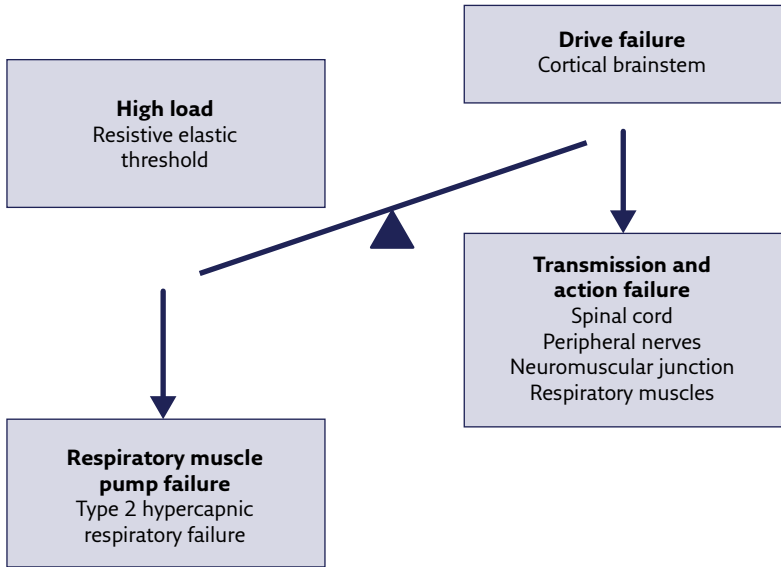 High load
Resistive elastic
threshold
Drive failure
Cortical brainstem
Transmission and
action failure
Spinal cord
Peripheral nerves
Neuromuscular junction
Respiratory muscles
Respiratory muscle
pump failure
Type 2 hypercapnic
respiratory failure